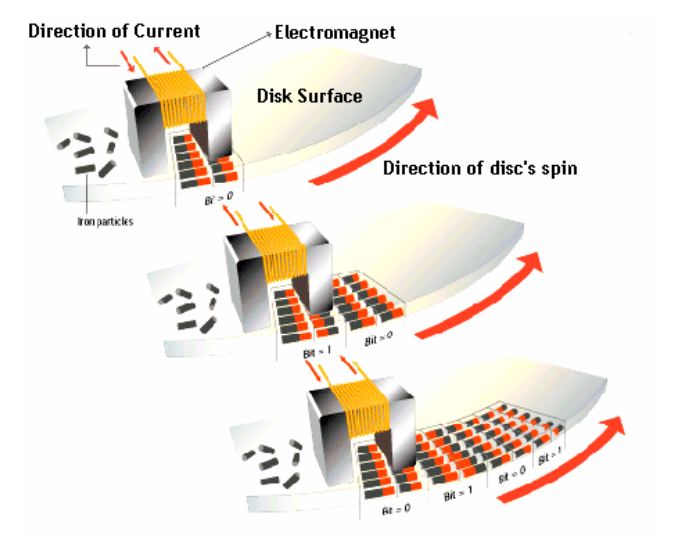 Direction of Current
Electromagnet
Disk Surface
Direction of disc's spin
Iron particles
Bit = 0
Bit = 1
Bit = 0
Bit = 0
Bit = 1
Bit = 0
Bit = 1